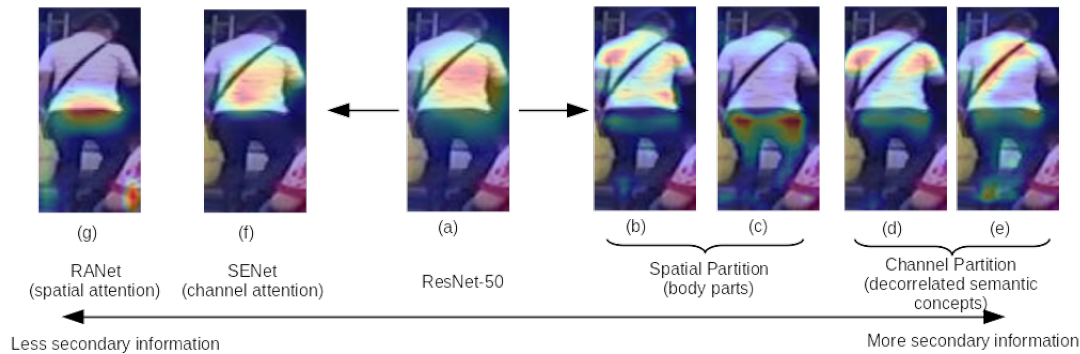 (g)
(f)
(a)
(b)
(c)
(d)
(e)
RANet
(spatial attention)
SENet
(channel attention)
ResNet-50
Spatial Partition
(body parts)
Channel Partition
(decorrelated semantic
concepts)
Less secondary information
More secondary information